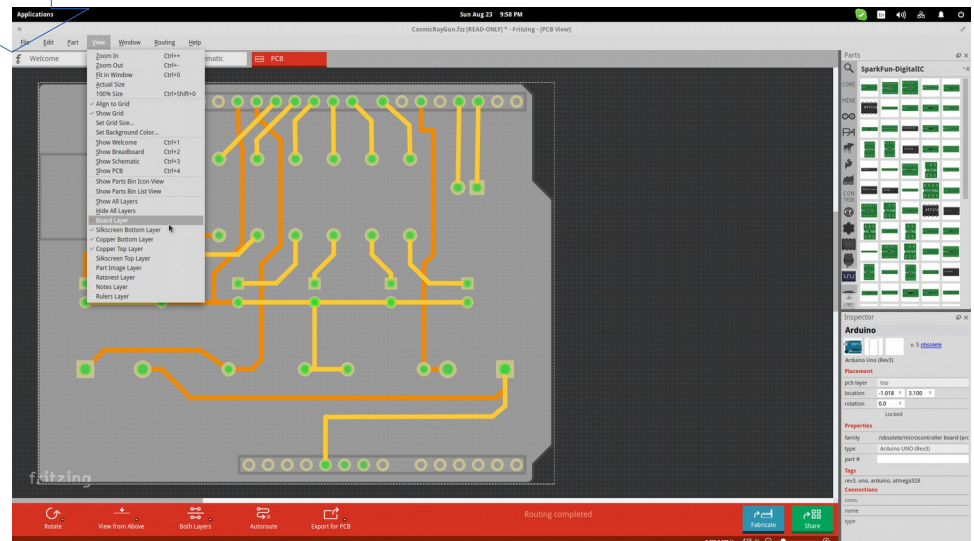 Applications
Sun Aug 23 9:58 PM
CosmicRayGun.fzz [READ-ONLY] * - Fritzing - [PCB View]
File Edit Part View Window Routing Help
Welcome
ematic
PCB
Zoom In Ctrl++
Zoom Out Ctrl+-
Fit in Window Ctrl+0
Actual Size
100% Size Ctrl+Shift+0
Align to Grid
Show Grid
Set Grid Size...
Set Background Color...
Show Welcome Ctrl+1
Show Breadboard Ctrl+2
Show Schematic Ctrl+3
Show PCB Ctrl+4
Show Parts Bin Icon View
Show Parts Bin List View
Show All Layers
Hide All Layers
Board Layer
Silkscreen Bottom Layer
Copper Bottom Layer
Copper Top Layer
Silkscreen Top Layer
Part Image Layer
Ratsnest Layer
Notes Layer
Rulers Layer
fritzing
Rotate
View from Above
Both Layers
Autoroute
Export for PCB
Routing completed
Fabricate
Share
Parts
SparkFun-DigitalIC
CORE
MINE
CON
TRIB
Inspector
Arduino
v. 5 obsolete
Arduino Uno (Rev3)
Placement
pcb layer top
location -1.018 3.100
rotation 0.0
Locked
Properties
family /obsolete/microcontroller board (arc
type Arduino UNO (Rev3)
part #
Tags
rev3, uno, arduino, atmega328
Connections
conn.
name
type